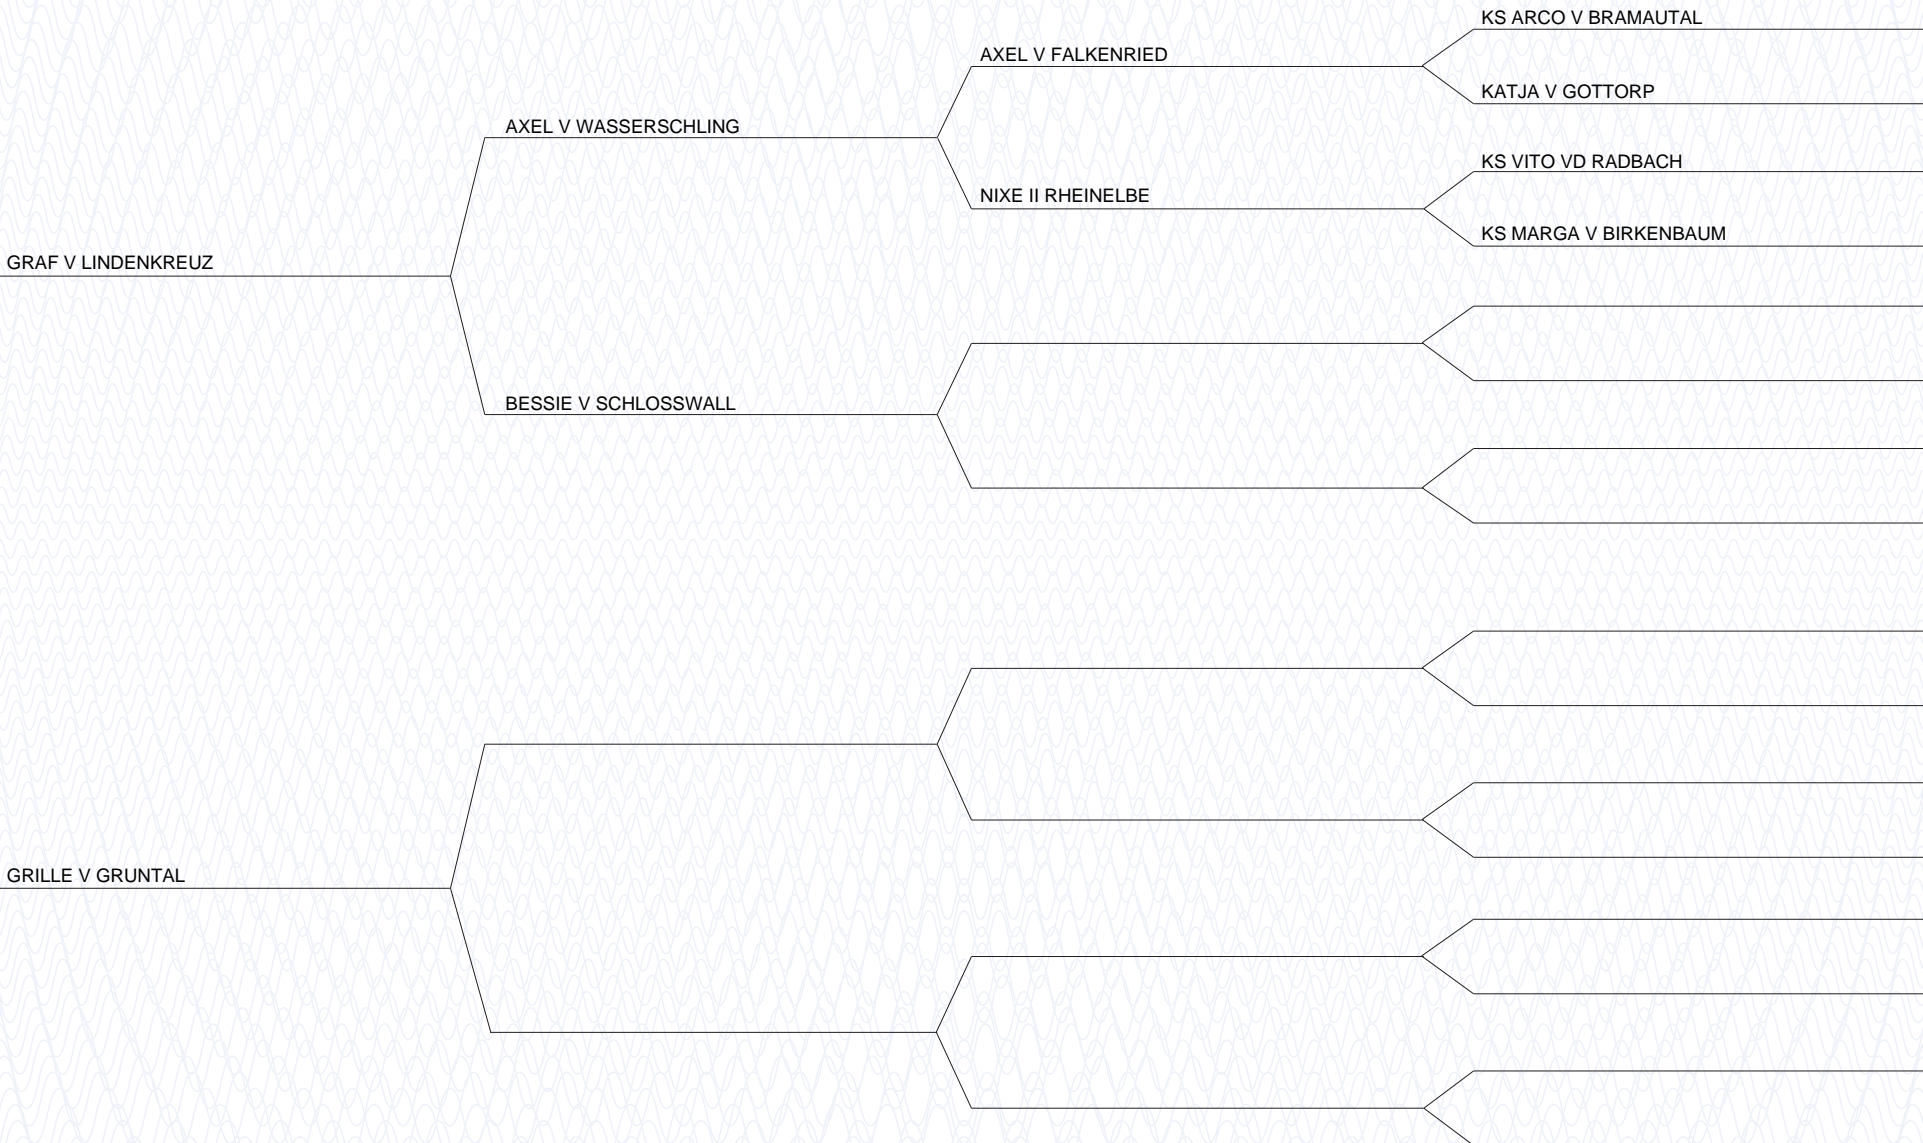 KS ARCO V BRAMAUTAL
AXEL V FALKENRIED
KATJA V GOTTORP
AXEL V WASSERSCHLING
KS VITO VD RADBACH
NIXE II RHEINELBE
KS MARGA V BIRKENBAUM
GRAF V LINDENKREUZ
BESSIE V SCHLOSSWALL
GRILLE V GRUNTAL